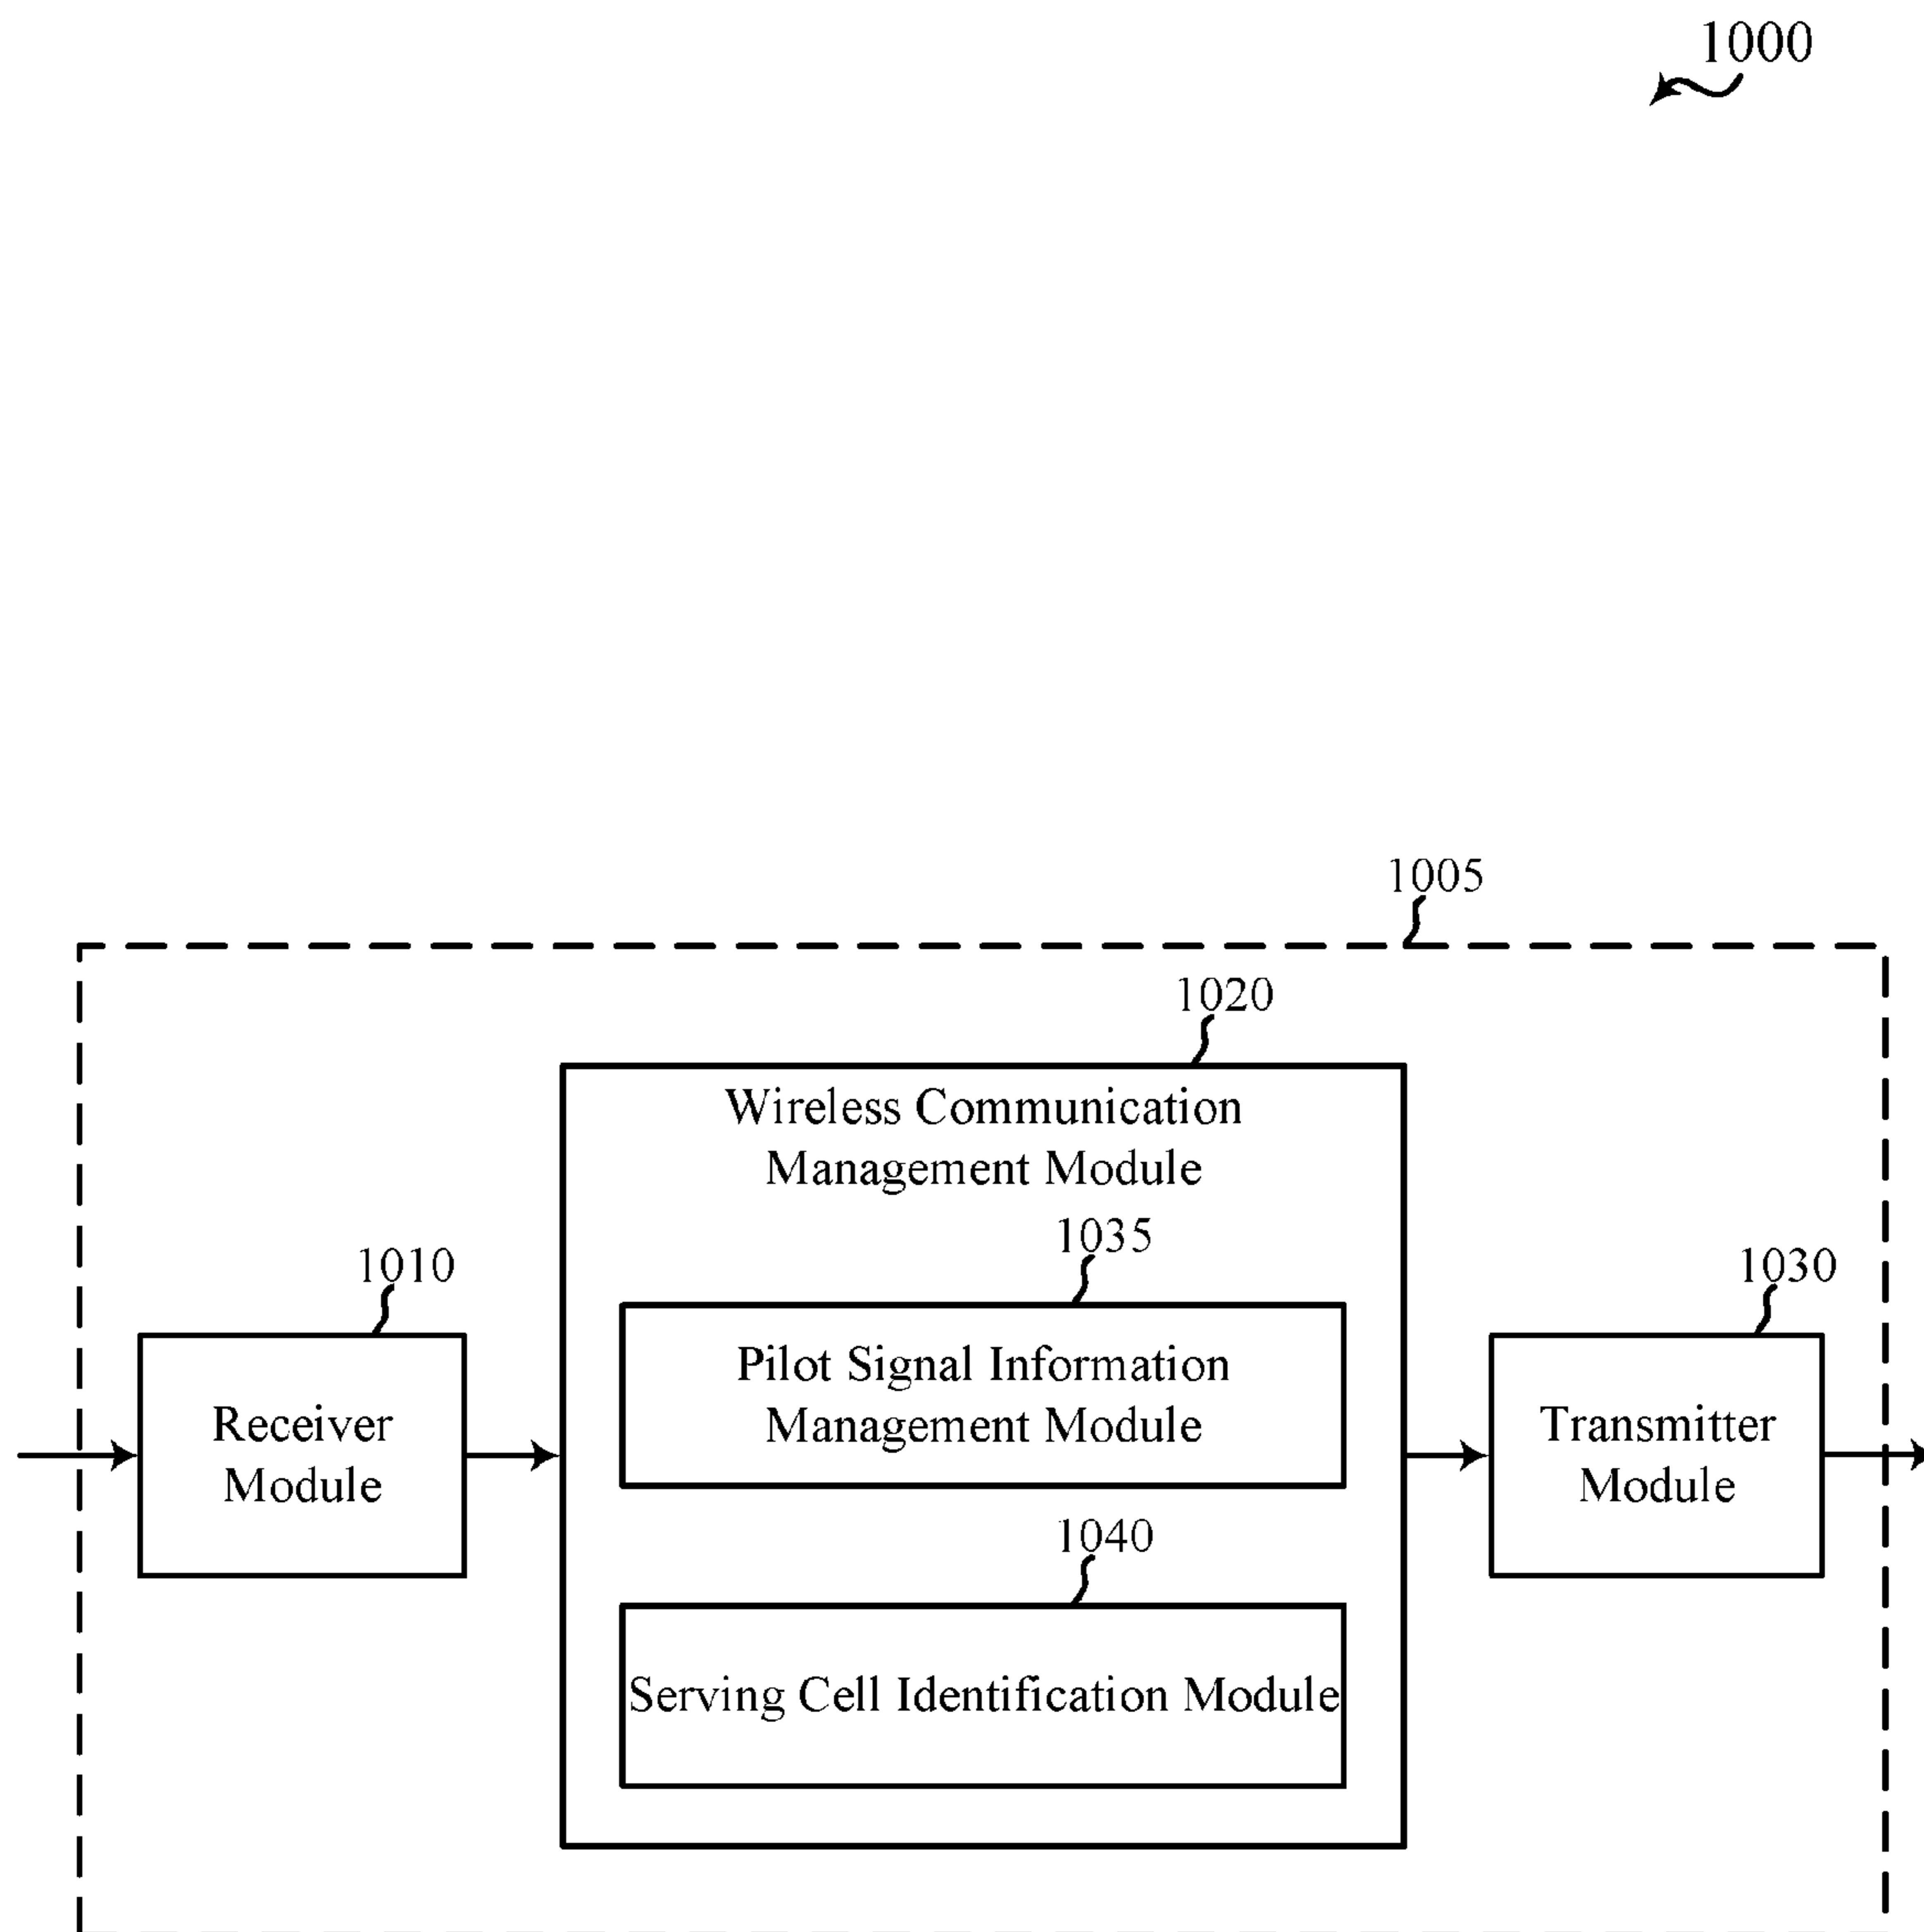 1000
1005
1020
Wireless Communication
Management Module
1035
1010
1030
Pilot Signal Information
Management Module
Receiver
Module
Transmitter
Module
1040
Serving Cell Identification Module